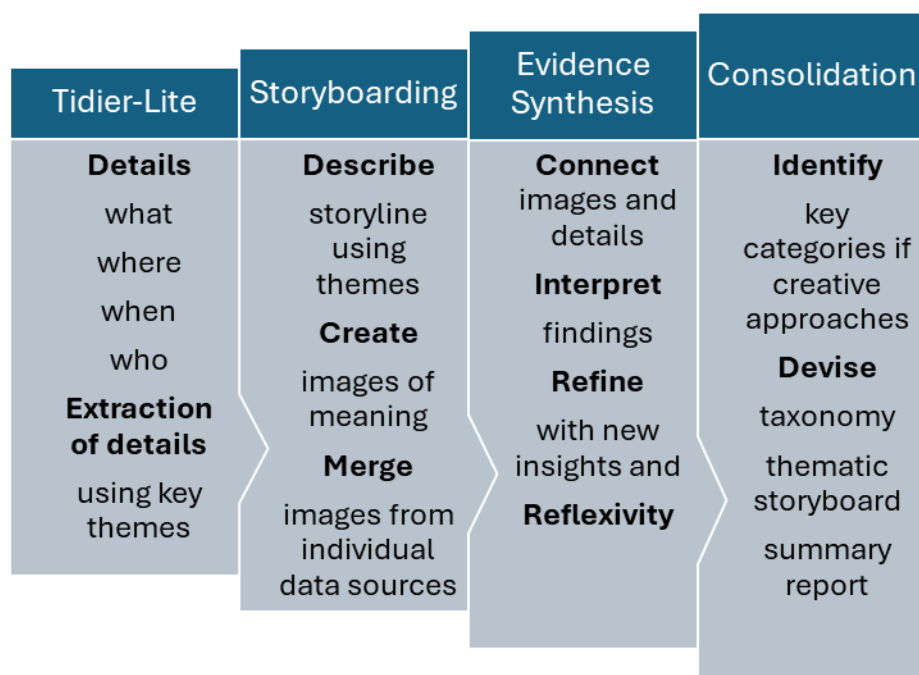 Tidier-Lite
Details
what
where
when
who
Extraction
of details
using key
themes
Storyboarding
Describe
storyline
using
themes
Create
images of
meaning
Merge
images from
individual
data sources
Evidence
Synthesis
Connect
images and
details
Interpret
findings
Refine
with new
insights and
Reflexivity
Consolidation
Identify
key
categories if
creative
approaches
Devise
taxonomy
thematic
storyboard
summary
report